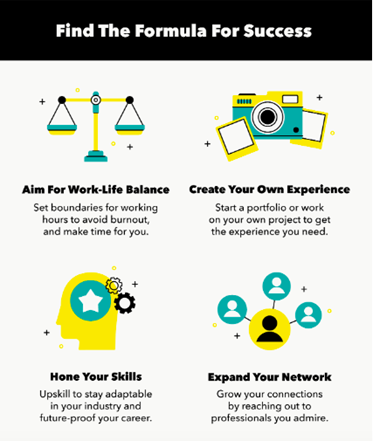 Find The Formula For Success
Aim For Work-Life Balance
Set boundaries for working
hours to avoid burnout,
and make time for you.
Create Your Own Experience
Start a portfolio or work
on your own project to get
the experience you need.
Hone Your Skills
Upskill to stay adaptable
in your industry and
future-proof your career.
Expand Your Network
Grow your connections
by reaching out to
professionals you admire.